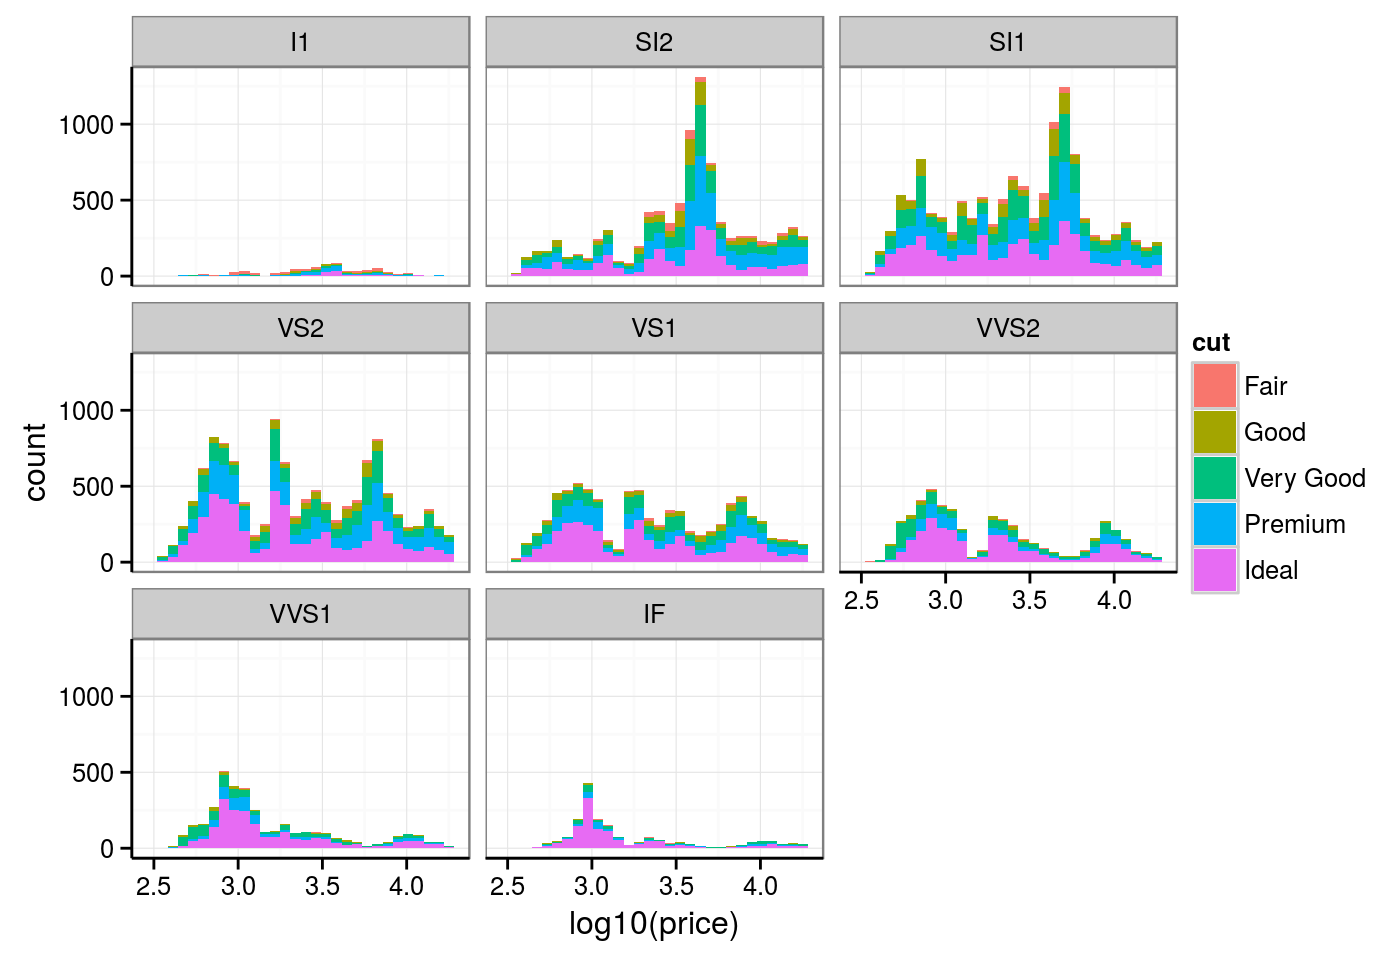 I1 SI2 SI1
1000
500
0
VS2 VS1 VVS2
1000
500
0
2.5 3.0 3.5 4.0
VVS1 IF
1000
500
0
2.5 3.0 3.5 4.0 2.5 3.0 3.5 4.0
log10(price)
count
cut
Fair
Good
Very Good
Premium
Ideal